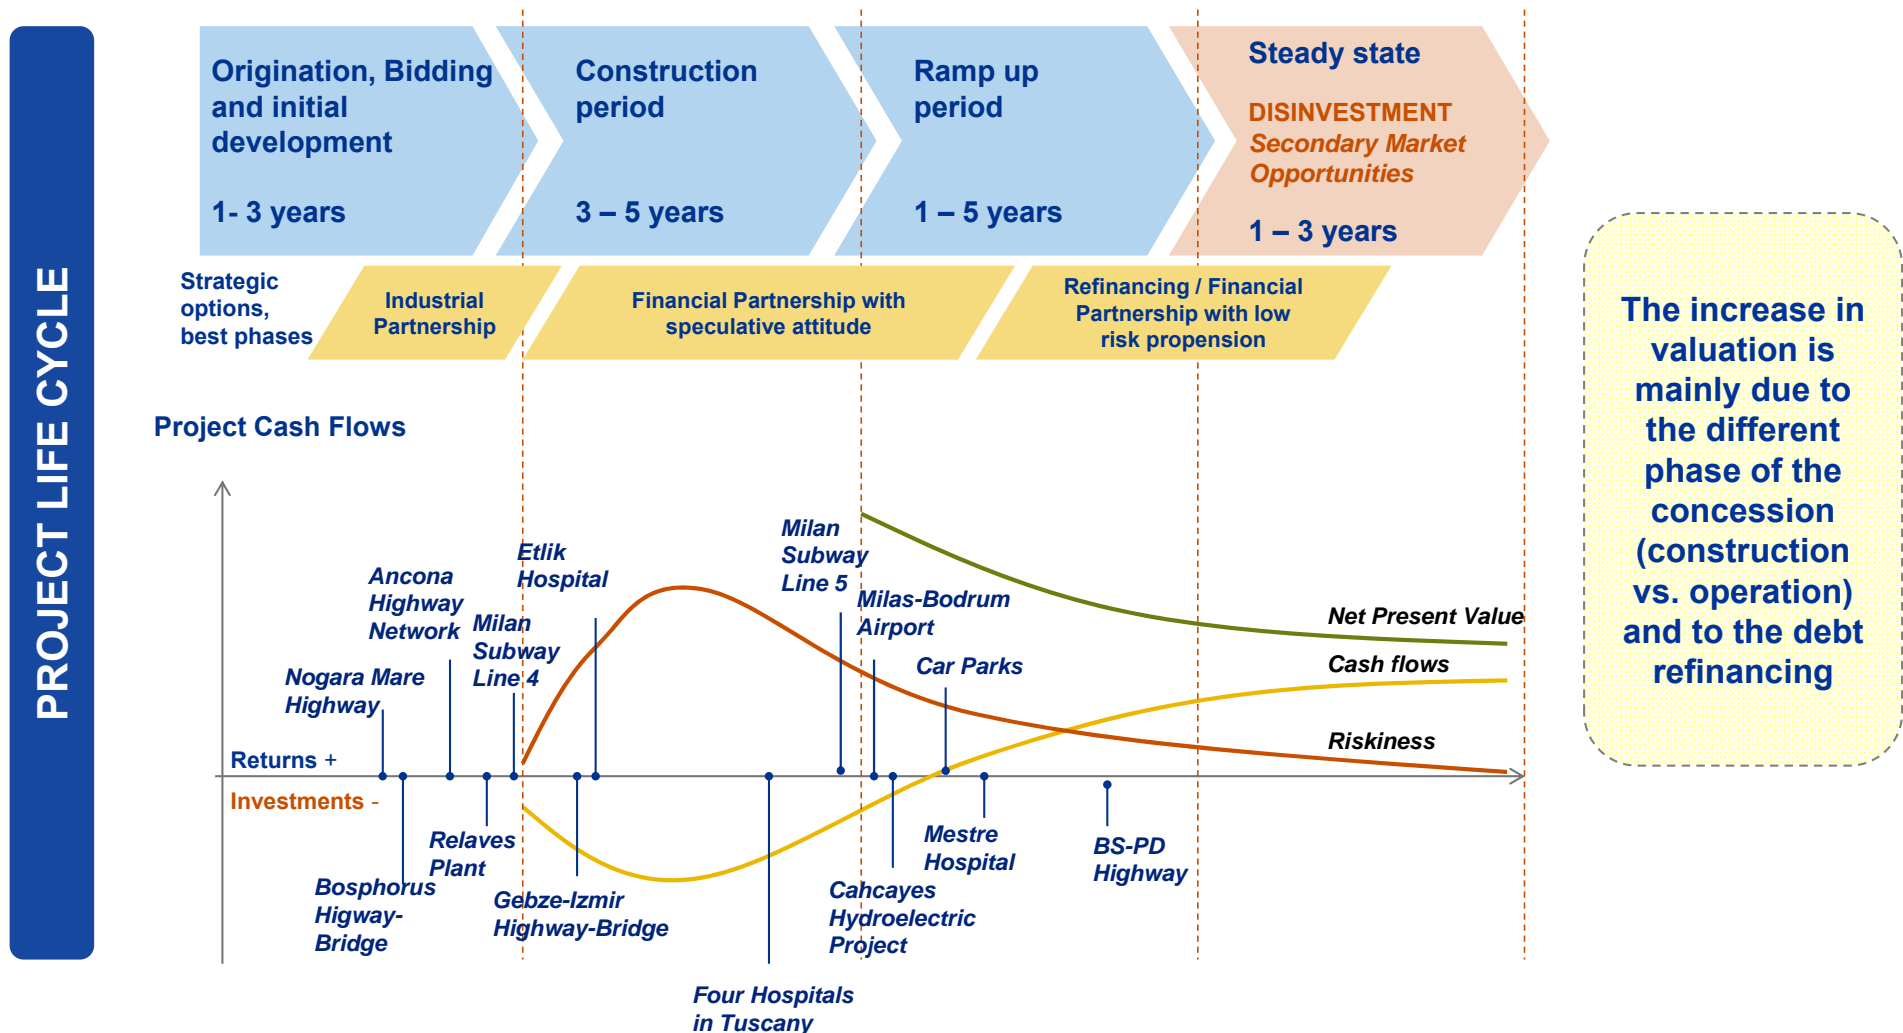 PROJECT LIFE CYCLE
Origination, Bidding
and initial
development
1- 3 years
Construction
period
3 – 5 years
Ramp up
period
1 – 5 years
Steady state
DISINVESTMENT
Secondary Market
Opportunities
1 – 3 years
Strategic
options,
best phases
Industrial
Partnership
Financial Partnership with
speculative attitude
Refinancing / Financial
Partnership with low
risk propension
The increase in
valuation is
mainly due to
the different
phase of the
concession
(construction
vs. operation)
and to the debt
refinancing
Project Cash Flows
Nogara Mare
Highway
Ancona
Highway
Network
Milan
Subway
Line 4
Etlik
Hospital
Milan
Subway
Line 5
Milas-Bodrum
Airport
Car Parks
Net Present Value
Cash flows
Riskiness
Returns +
Investments -
Bosphorus
Higway-
Bridge
Relaves
Plant
Gebze-Izmir
Highway-Bridge
Four Hospitals
in Tuscany
Cahcayes
Hydroelectric
Project
Mestre
Hospital
BS-PD
Highway